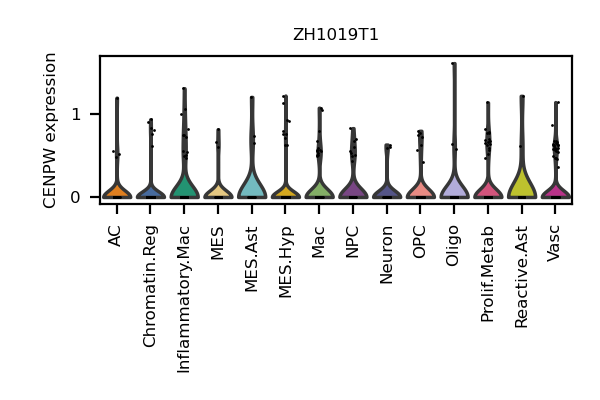 ZH1019T1
CENPW expression
1
0
AC
Chromatin.Reg
Inflammatory.Mac
MES
MES.Ast
MES.Hyp
Mac
NPC
Neuron
OPC
Oligo
Prolif.Metab
Reactive.Ast
Vasc